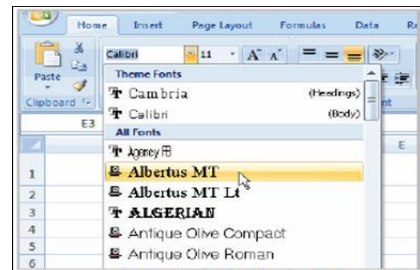 Home Insert Page Layout Formulas Data
Calibri 11 A A
Paste
Theme Fonts
Cambria (Headings)
Calibri (Body)
Clipboard
E3
All Fonts
Agency FB
E
1 Albertus MT
2 Albertus MT Lt
3 ALGERIAN
4 Antique Olive Compact
5
6 Antique Olive Roman